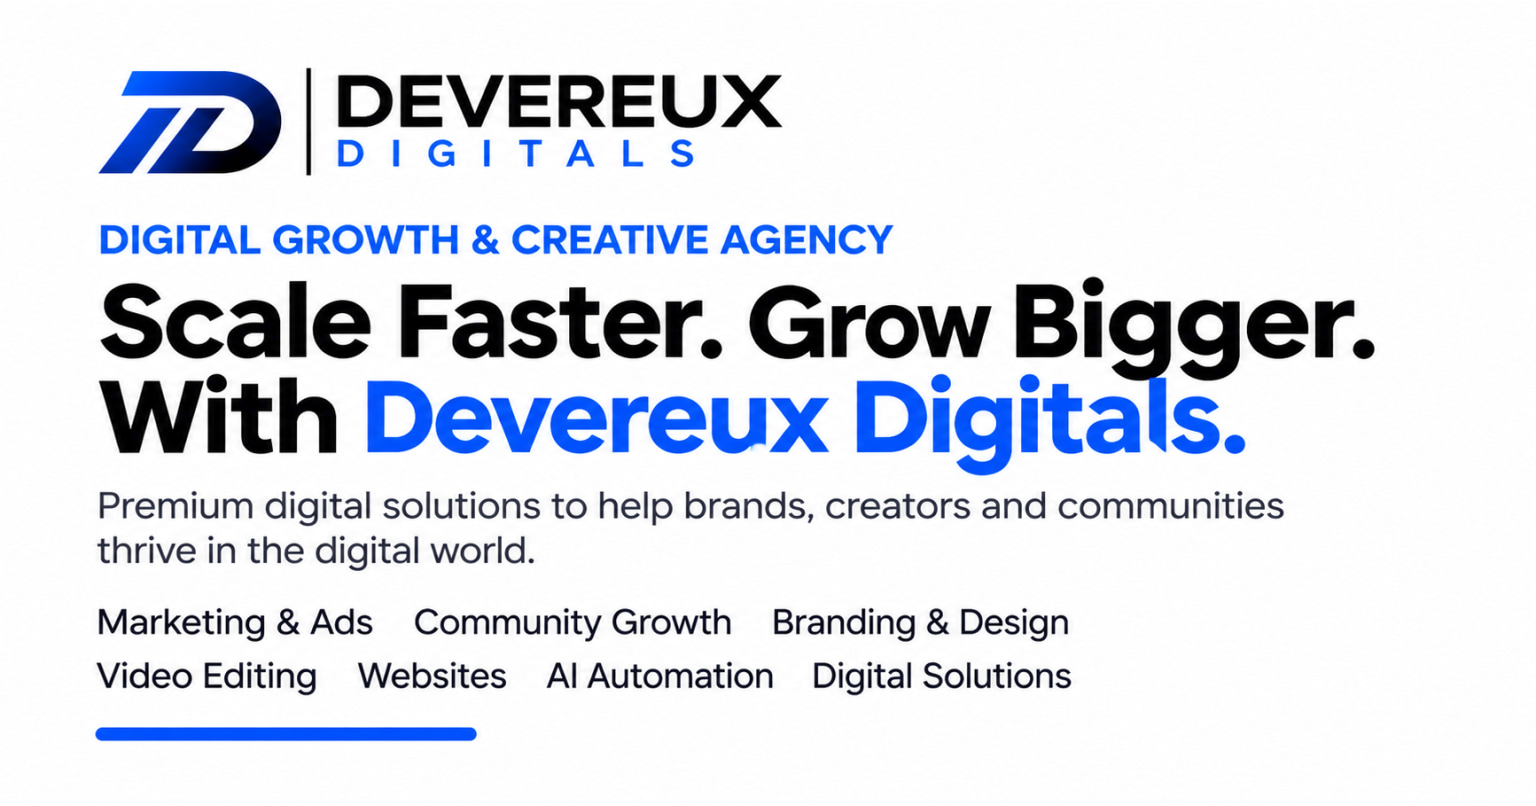 DEVEREUX
DIGITALS
DIGITAL GROWTH & CREATIVE AGENCY
Scale Faster. Grow Bigger.
With Devereux Digitals.
Premium digital solutions to help brands, creators and communities
thrive in the digital world.
Marketing & Ads Community Growth Branding & Design
Video Editing Websites AI Automation Digital Solutions